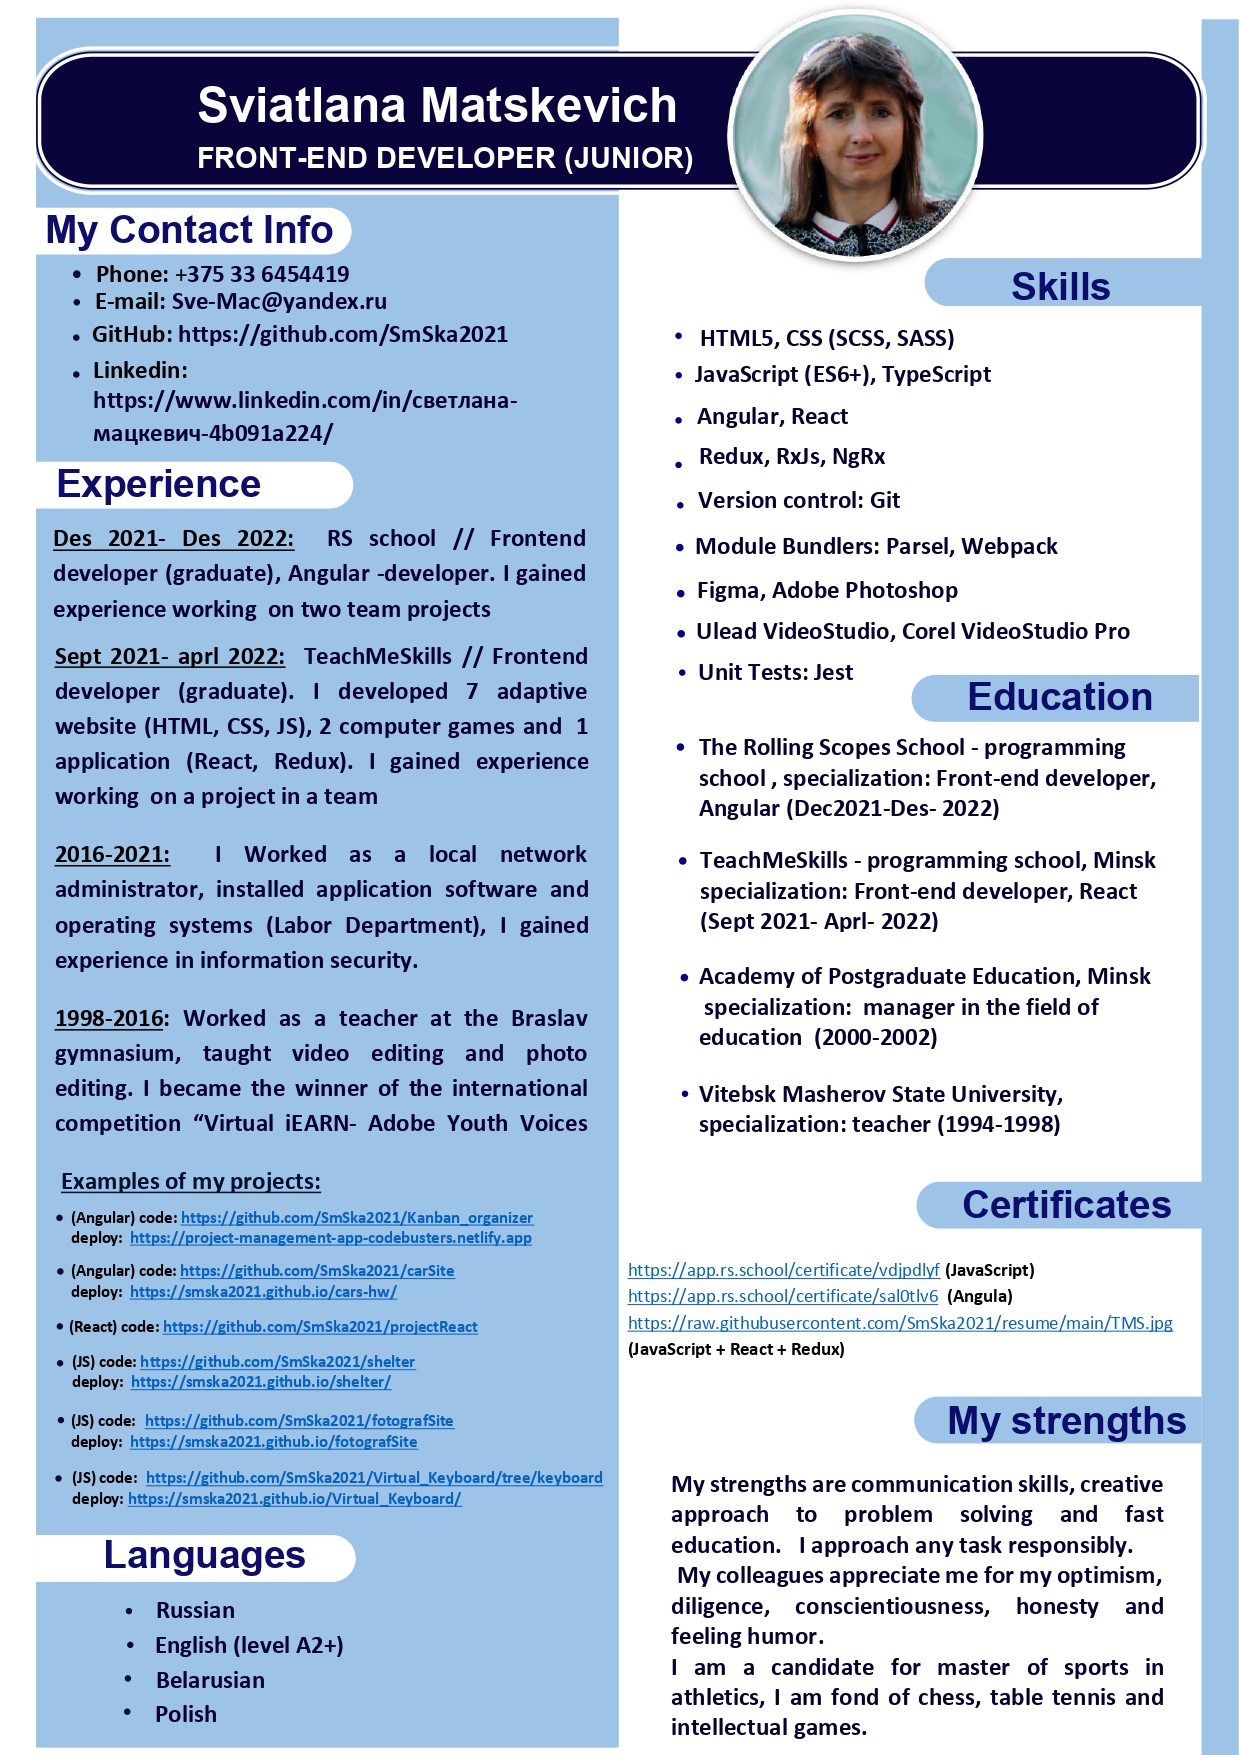 Sviatlana Matskevich
FRONT-END DEVELOPER (JUNIOR)
My Contact Info
• Phone: +375 33 6454419
• E-mail: Sve-Mac@yandex.ru
• GitHub: https://github.com/SmSka2021
• Linkedin:
https://www.linkedin.com/in/светлана-
мацкевич-4b091a224/
Experience
Des 2021- Des 2022: RS school // Frontend
developer (graduate), Angular -developer. I gained
experience working on two team projects
Sept 2021- aprl 2022: TeachMeSkills // Frontend
developer (graduate). I developed 7 adaptive
website (HTML, CSS, JS), 2 computer games and 1
application (React, Redux). I gained experience
working on a project in a team
2016-2021: I Worked as a local network
administrator, installed application software and
operating systems (Labor Department), I gained
experience in information security.
1998-2016: Worked as a teacher at the Braslav
gymnasium, taught video editing and photo
editing. I became the winner of the international
competition “Virtual iEARN- Adobe Youth Voices
Examples of my projects:
• (Angular) code: https://github.com/SmSka2021/Kanban_organizer
deploy: https://project-management-app-codebusters.netlify.app
• (Angular) code: https://github.com/SmSka2021/carSite
deploy: https://smska2021.github.io/cars-hw/
• (React) code: https://github.com/SmSka2021/projectReact
• (JS) code: https://github.com/SmSka2021/shelter
deploy: https://smska2021.github.io/shelter/
• (JS) code: https://github.com/SmSka2021/fotografSite
deploy: https://smska2021.github.io/fotografSite
• (JS) code: https://github.com/SmSka2021/Virtual_Keyboard/tree/keyboard
deploy: https://smska2021.github.io/Virtual_Keyboard/
Languages
• Russian
• English (level A2+)
• Belarusian
• Polish
Skills
• HTML5, CSS (SCSS, SASS)
• JavaScript (ES6+), TypeScript
• Angular, React
• Redux, RxJs, NgRx
• Version control: Git
• Module Bundlers: Parsel, Webpack
• Figma, Adobe Photoshop
• Ulead VideoStudio, Corel VideoStudio Pro
• Unit Tests: Jest
Education
• The Rolling Scopes School - programming
school , specialization: Front-end developer,
Angular (Dec2021-Des- 2022)
• TeachMeSkills - programming school, Minsk
specialization: Front-end developer, React
(Sept 2021- Aprl- 2022)
• Academy of Postgraduate Education, Minsk
specialization: manager in the field of
education (2000-2002)
• Vitebsk Masherov State University,
specialization: teacher (1994-1998)
Certificates
https://app.rs.school/certificate/vdjpdlyf (JavaScript)
https://app.rs.school/certificate/sal0tlv6 (Angula)
https://raw.githubusercontent.com/SmSka2021/resume/main/TMS.jpg
(JavaScript + React + Redux)
My strengths
My strengths are communication skills, creative
approach to problem solving and fast
education. I approach any task responsibly.
My colleagues appreciate me for my optimism,
diligence, conscientiousness, honesty and
feeling humor.
I am a candidate for master of sports in
athletics, I am fond of chess, table tennis and
intellectual games.